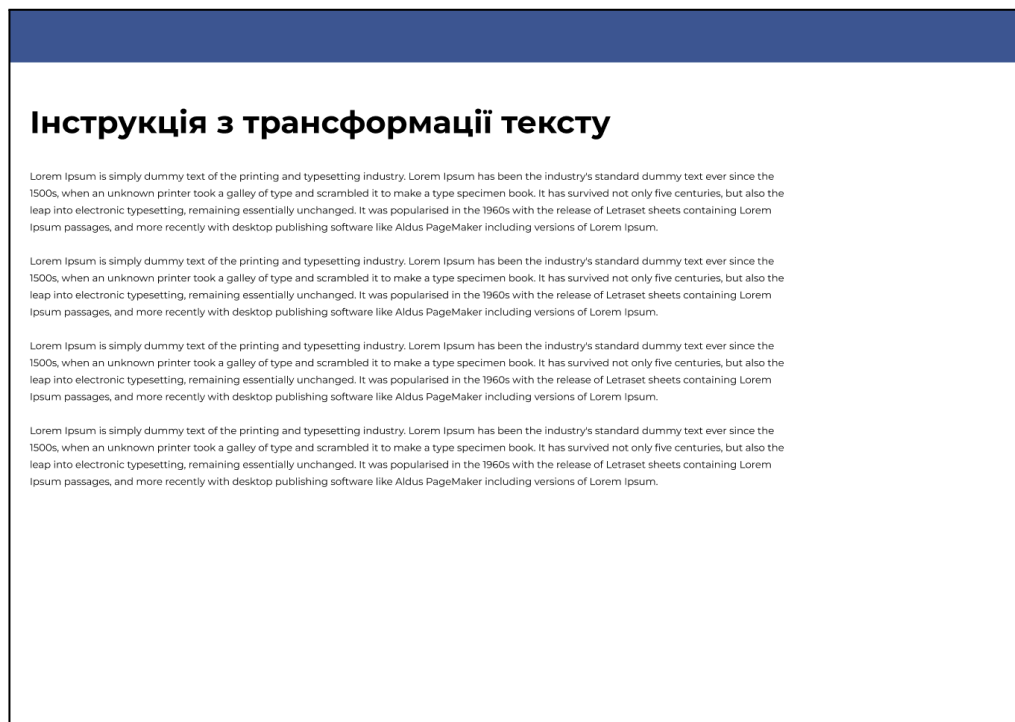 Інструкція з трансформації тексту
Lorem Ipsum is simply dummy text of the printing and typesetting industry. Lorem Ipsum has been the industry's standard dummy text ever since the
1500s, when an unknown printer took a galley of type and scrambled it to make a type specimen book. It has survived not only five centuries, but also the
leap into electronic typesetting, remaining essentially unchanged. It was popularised in the 1960s with the release of Letraset sheets containing Lorem
Ipsum passages, and more recently with desktop publishing software like Aldus PageMaker including versions of Lorem Ipsum.
Lorem Ipsum is simply dummy text of the printing and typesetting industry. Lorem Ipsum has been the industry's standard dummy text ever since the
1500s, when an unknown printer took a galley of type and scrambled it to make a type specimen book. It has survived not only five centuries, but also the
leap into electronic typesetting, remaining essentially unchanged. It was popularised in the 1960s with the release of Letraset sheets containing Lorem
Ipsum passages, and more recently with desktop publishing software like Aldus PageMaker including versions of Lorem Ipsum.
Lorem Ipsum is simply dummy text of the printing and typesetting industry. Lorem Ipsum has been the industry's standard dummy text ever since the
1500s, when an unknown printer took a galley of type and scrambled it to make a type specimen book. It has survived not only five centuries, but also the
leap into electronic typesetting, remaining essentially unchanged. It was popularised in the 1960s with the release of Letraset sheets containing Lorem
Ipsum passages, and more recently with desktop publishing software like Aldus PageMaker including versions of Lorem Ipsum.
Lorem Ipsum is simply dummy text of the printing and typesetting industry. Lorem Ipsum has been the industry's standard dummy text ever since the
1500s, when an unknown printer took a galley of type and scrambled it to make a type specimen book. It has survived not only five centuries, but also the
leap into electronic typesetting, remaining essentially unchanged. It was popularised in the 1960s with the release of Letraset sheets containing Lorem
Ipsum passages, and more recently with desktop publishing software like Aldus PageMaker including versions of Lorem Ipsum.